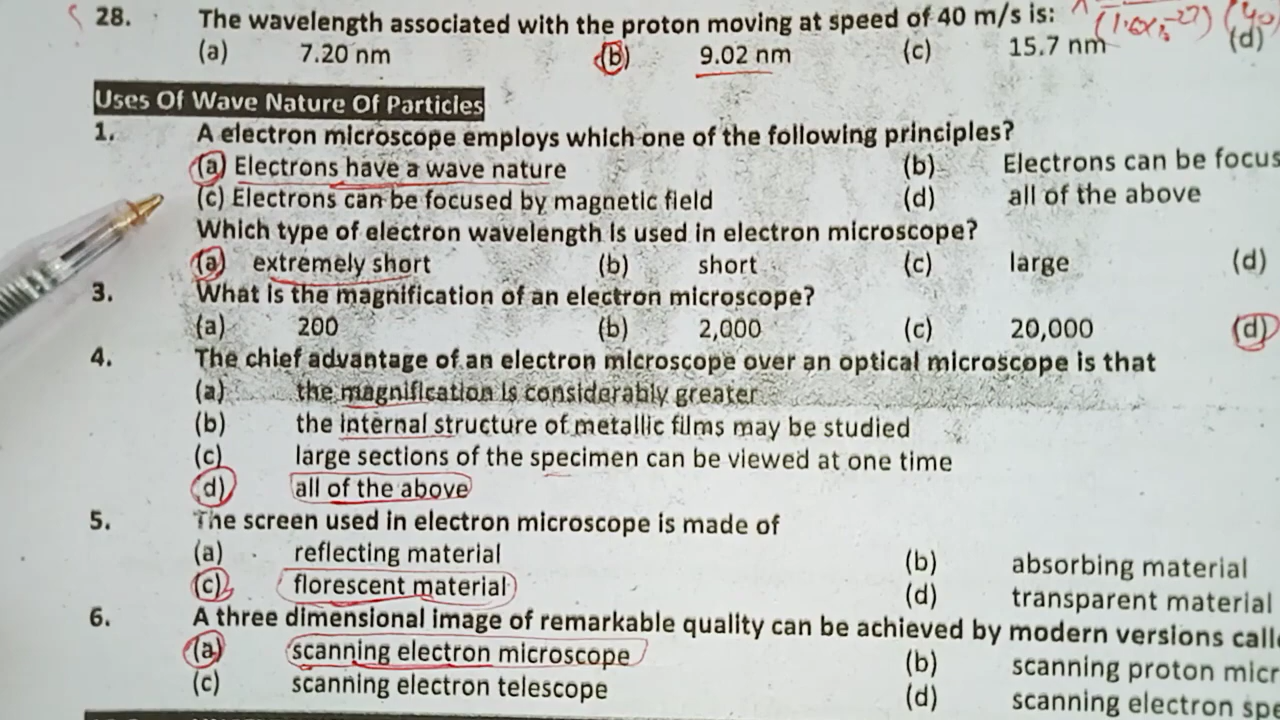 28. The wavelength associated with the proton moving at speed of 40 m/s is:
(a) 7.20 nm (b) 9.02 nm (c) 15.7 nm (d)
Uses Of Wave Nature Of Particles
1. A electron microscope employs which one of the following principles?
(a) Electrons have a wave nature (b) Electrons can be focus
(c) Electrons can be focused by magnetic field (d) all of the above
Which type of electron wavelength is used in electron microscope?
(a) extremely short (b) short (c) large (d)
3. What is the magnification of an electron microscope?
(a) 200 (b) 2,000 (c) 20,000 (d)
4. The chief advantage of an electron microscope over an optical microscope is that
(a) the magnification is considerably greater
(b) the internal structure of metallic films may be studied
(c) large sections of the specimen can be viewed at one time
(d) all of the above
5. The screen used in electron microscope is made of
(a) reflecting material (b) absorbing material
(c) florescent material (d) transparent material
6. A three dimensional image of remarkable quality can be achieved by modern versions call
(a) scanning electron microscope (b) scanning proton micr
(c) scanning electron telescope (d) scanning electron spe